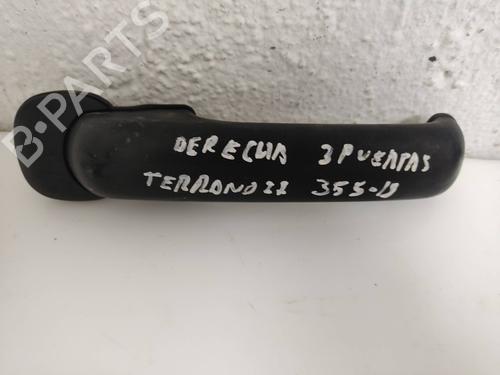 B-PARTS
DERECHA 3 PUERTAS
TERRANO II 355-D